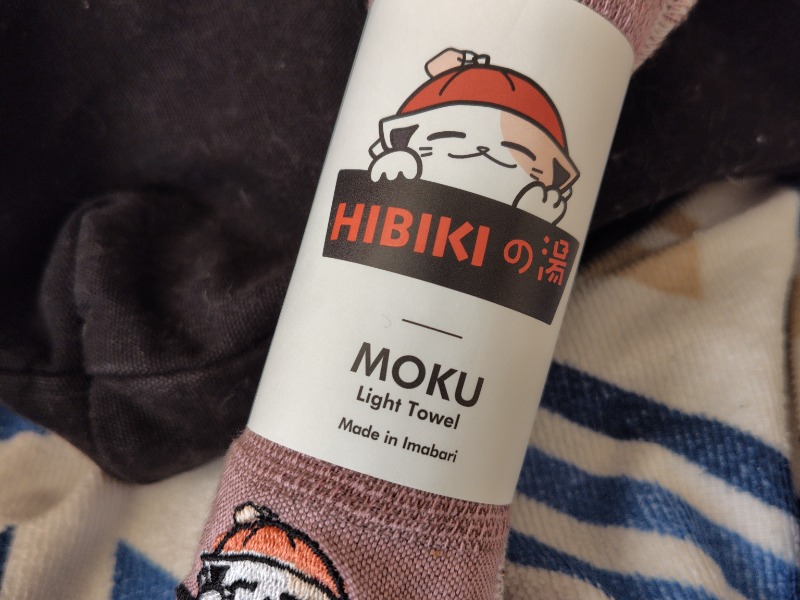 HIBIKI の湯
MOKU
Light Towel
Made in Imabari